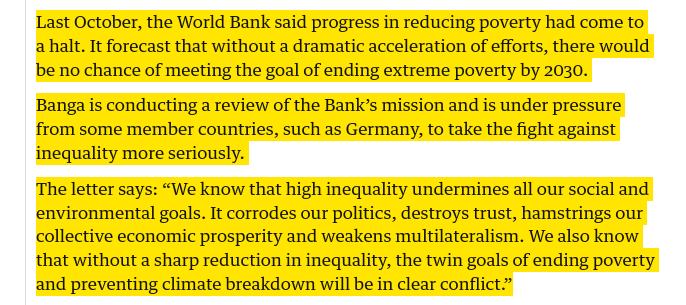 Last October, the World Bank said progress in reducing poverty had come to
a halt. It forecast that without a dramatic acceleration of efforts, there would
be no chance of meeting the goal of ending extreme poverty by 2030.
Banga is conducting a review of the Bank’s mission and is under pressure
from some member countries, such as Germany, to take the fight against
inequality more seriously.
The letter says: “We know that high inequality undermines all our social and
environmental goals. It corrodes our politics, destroys trust, hamstrings our
collective economic prosperity and weakens multilateralism. We also know
that without a sharp reduction in inequality, the twin goals of ending poverty
and preventing climate breakdown will be in clear conflict.”